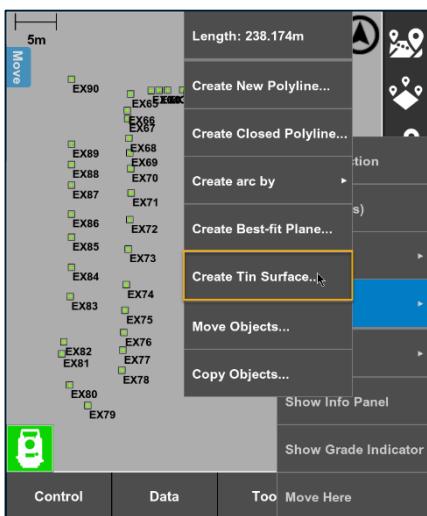 5m
Move
EX90
EX65
EX66
EX67
EX68
EX69
EX70
EX71
EX72
EX73
EX74
EX75
EX76
EX77
EX78
EX89
EX88
EX87
EX86
EX85
EX84
EX83
EX82
EX81
EX80
EX79
Length: 238.174m
Create New Polyline...
Create Closed Polyline...
Create arc by
Create Best-fit Plane...
Create Tin Surface...
Move Objects...
Copy Objects...
tion
s)
Show Info Panel
Show Grade Indicator
Move Here
Control
Data
Too